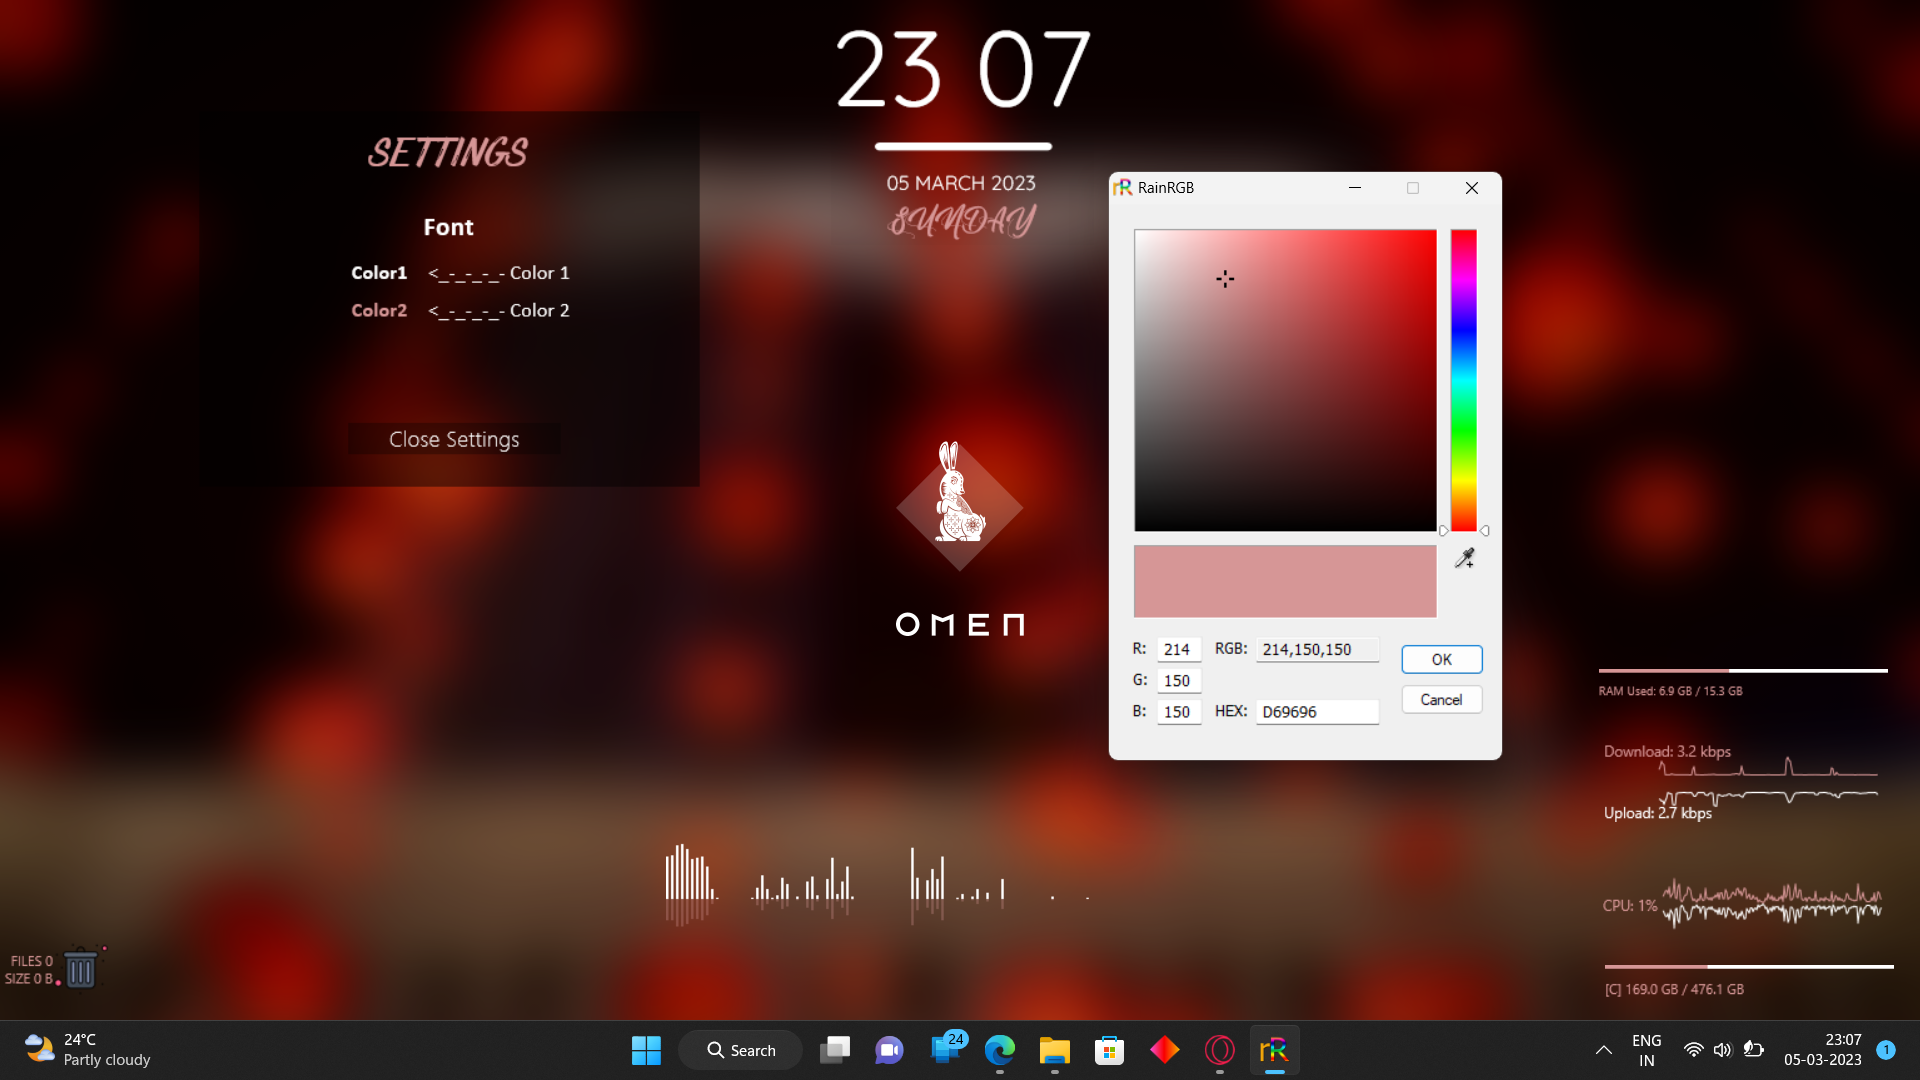 23 07
05 MARCH 2023
SUNDAY
SETTINGS
Font
Color1 <_-_-_-_- Color 1
Color2 <_-_-_-_- Color 2
Close Settings
OMEN
rR RainRGB
R: 214 RGB: 214,150,150
G: 150
B: 150 HEX: D69696
OK
Cancel
RAM Used: 6.9 GB / 15.3 GB
Download: 3.2 kbps
Upload: 2.7 kbps
CPU: 1%
[C] 169.0 GB / 476.1 GB
FILES 0
SIZE 0 B
24°C
Partly cloudy
Search
24
rR
ENG
IN
23:07
05-03-2023
1